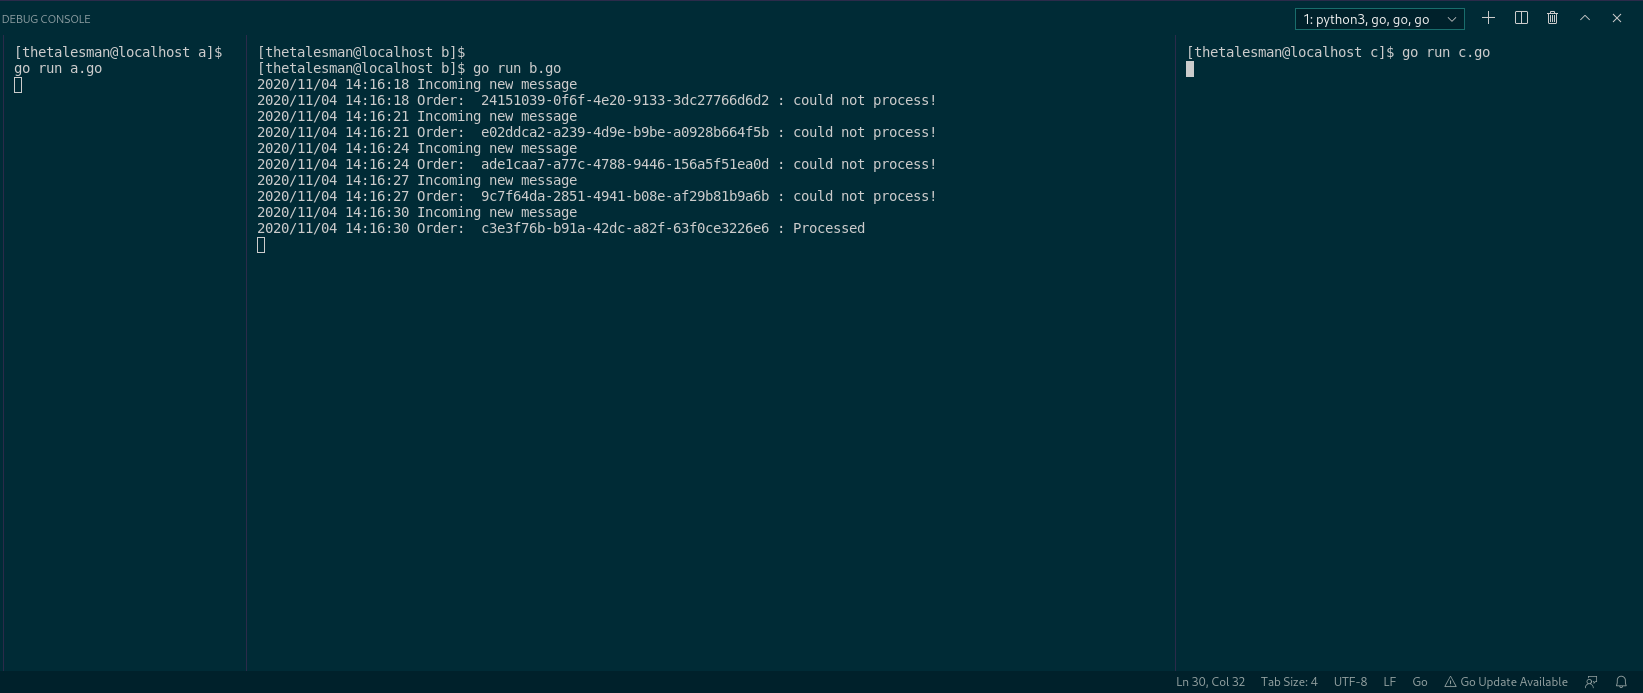 DEBUG CONSOLE
1: python3, go, go, go
[thetalesman@localhost a]$
go run a.go
[thetalesman@localhost b]$
[thetalesman@localhost b]$ go run b.go
2020/11/04 14:16:18 Incoming new message
2020/11/04 14:16:18 Order:  24151039-0f6f-4e20-9133-3dc27766d6d2 : could not process!
2020/11/04 14:16:21 Incoming new message
2020/11/04 14:16:21 Order:  e02ddca2-a239-4d9e-b9be-a0928b664f5b : could not process!
2020/11/04 14:16:24 Incoming new message
2020/11/04 14:16:24 Order:  ade1caa7-a77c-4788-9446-156a5f51ea0d : could not process!
2020/11/04 14:16:27 Incoming new message
2020/11/04 14:16:27 Order:  9c7f64da-2851-4941-b08e-af29b81b9a6b : could not process!
2020/11/04 14:16:30 Incoming new message
2020/11/04 14:16:30 Order:  c3e3f76b-b91a-42dc-a82f-63f0ce3226e6 : Processed
[thetalesman@localhost c]$ go run c.go
Ln 30, Col 32 Tab Size: 4 UTF-8 LF Go Go Update Available